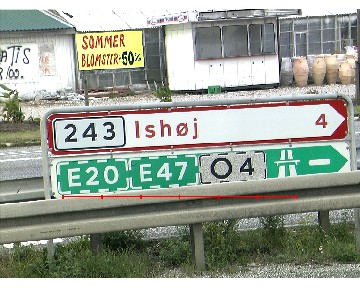 SOMMER
BLOMSTER-50%
243 Ishøj 4
E20 E47 O4